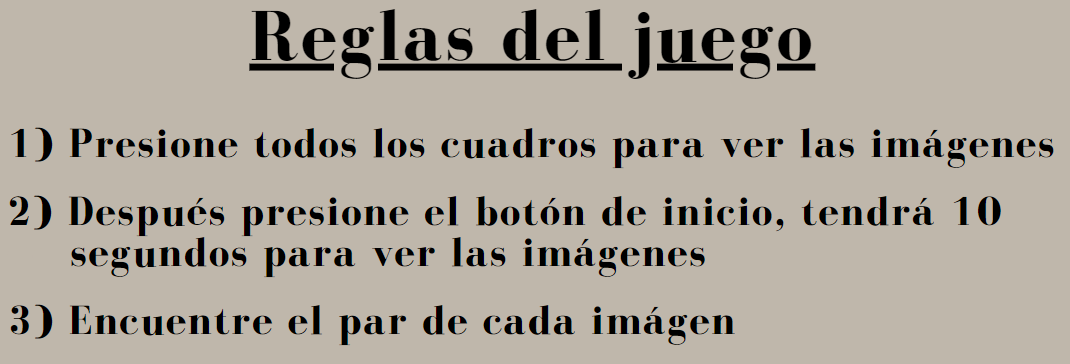 Reglas del juego
1) Presione todos los cuadros para ver las imágenes
2) Después presione el botón de inicio, tendrá 10
segundos para ver las imágenes
3) Encuentre el par de cada imágen